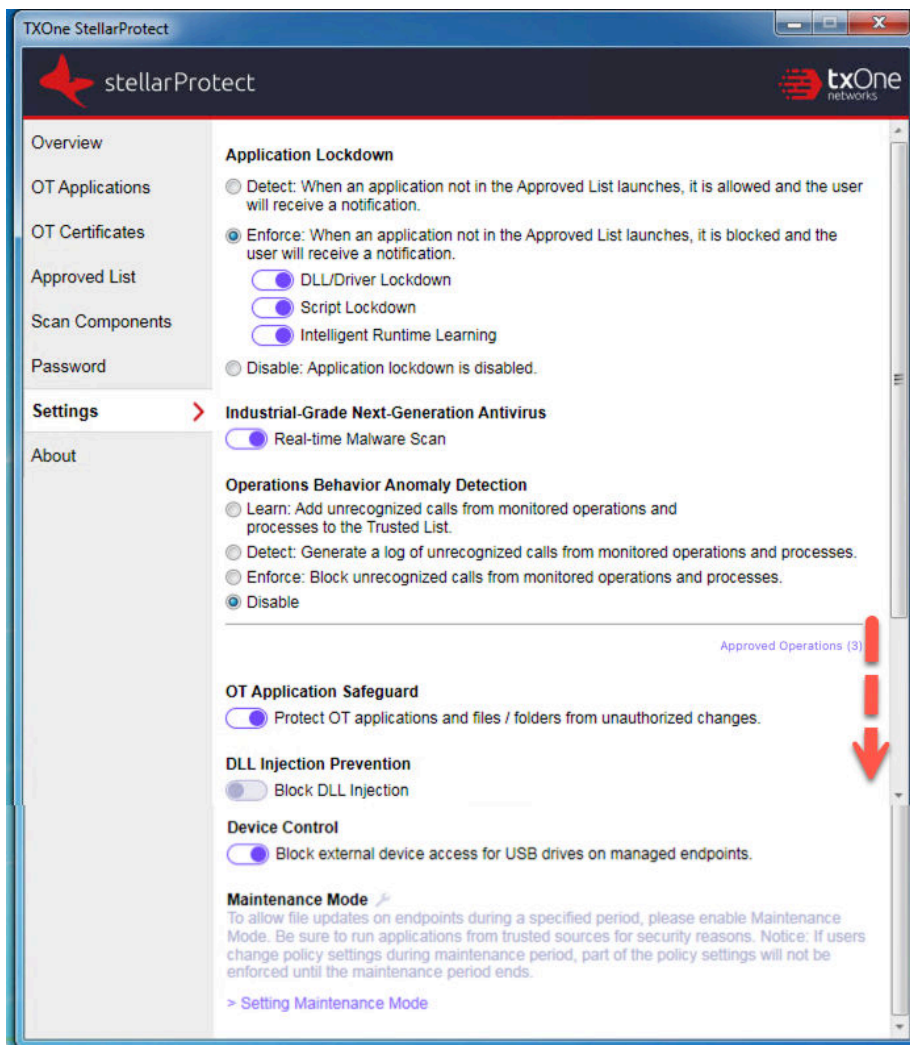 TXOne StellarProtect
stellarProtect
txOne
networks
Overview
OT Applications
OT Certificates
Approved List
Scan Components
Password
Settings
About
Application Lockdown
Detect: When an application not in the Approved List launches, it is allowed and the user
will receive a notification.
Enforce: When an application not in the Approved List launches, it is blocked and the
user will receive a notification.
DLL/Driver Lockdown
Script Lockdown
Intelligent Runtime Learning
Disable: Application lockdown is disabled.
Industrial-Grade Next-Generation Antivirus
Real-time Malware Scan
Operations Behavior Anomaly Detection
Learn: Add unrecognized calls from monitored operations and
processes to the Trusted List.
Detect: Generate a log of unrecognized calls from monitored operations and processes.
Enforce: Block unrecognized calls from monitored operations and processes.
Disable
Approved Operations (3)
OT Application Safeguard
Protect OT applications and files / folders from unauthorized changes.
DLL Injection Prevention
Block DLL Injection
Device Control
Block external device access for USB drives on managed endpoints.
Maintenance Mode
To allow file updates on endpoints during a specified period, please enable Maintenance
Mode. Be sure to run applications from trusted sources for security reasons. Notice: If users
change policy settings during maintenance period, part of the policy settings will not be
enforced until the maintenance period ends.
> Setting Maintenance Mode